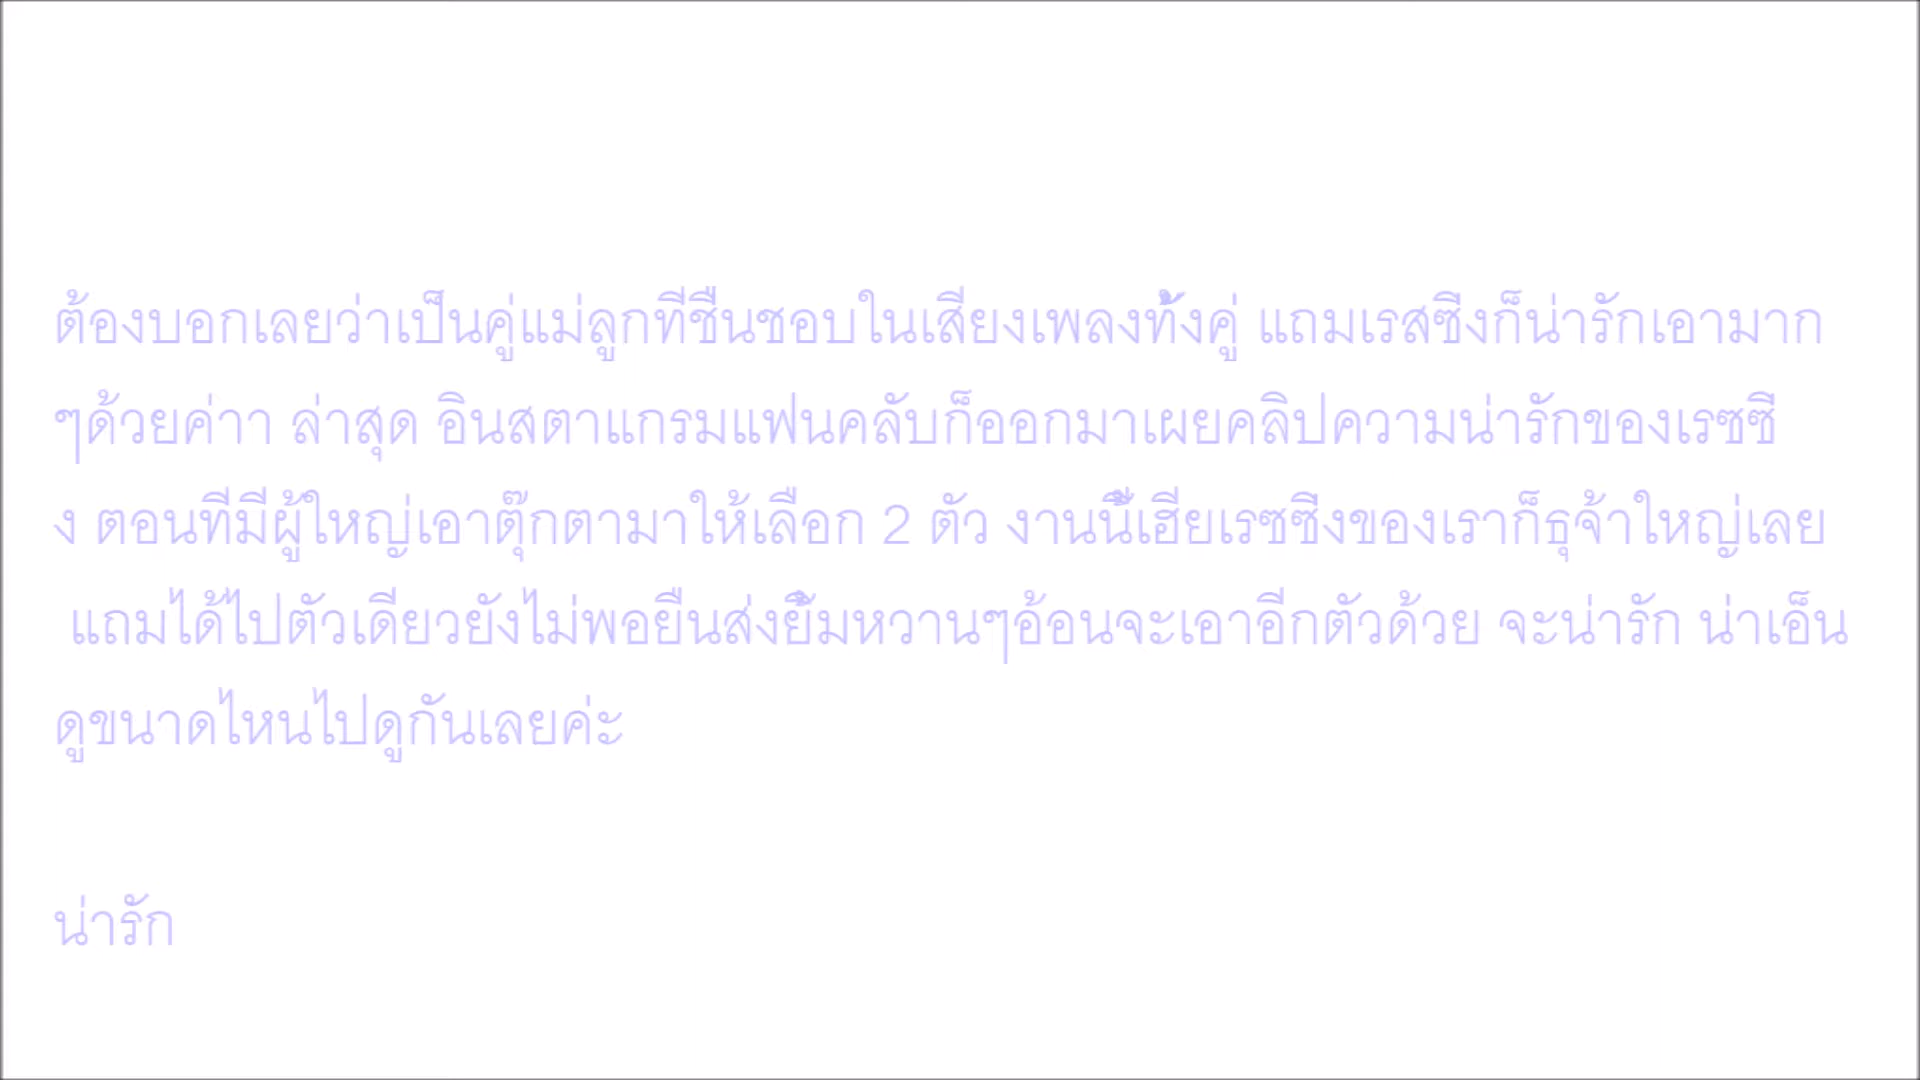 ต้องบอกเลยว่าเป็นคู่แม่ลูกที่ชื่นชอบในเสียงเพลงทั้งคู่ แถมเรสซิ่งก็น่ารักเอามาก
ๆด้วยค่าา ล่าสุด อินสตาแกรมแฟนคลับก็ออกมาเผยคลิปความน่ารักของเรซซิ่
ง ตอนที่มีผู้ใหญ่เอาตุ๊กตามาให้เลือก 2 ตัว งานนี้เฮียเรซซิ่งของเราก็ธุจ้าใหญ่เลย
แถมได้ไปตัวเดียวยังไม่พอยืนส่งยิ้มหวานๆอ้อนจะเอาอีกตัวด้วย จะน่ารัก น่าเอ็น
ดูขนาดไหนไปดูกันเลยค่ะ
น่ารัก